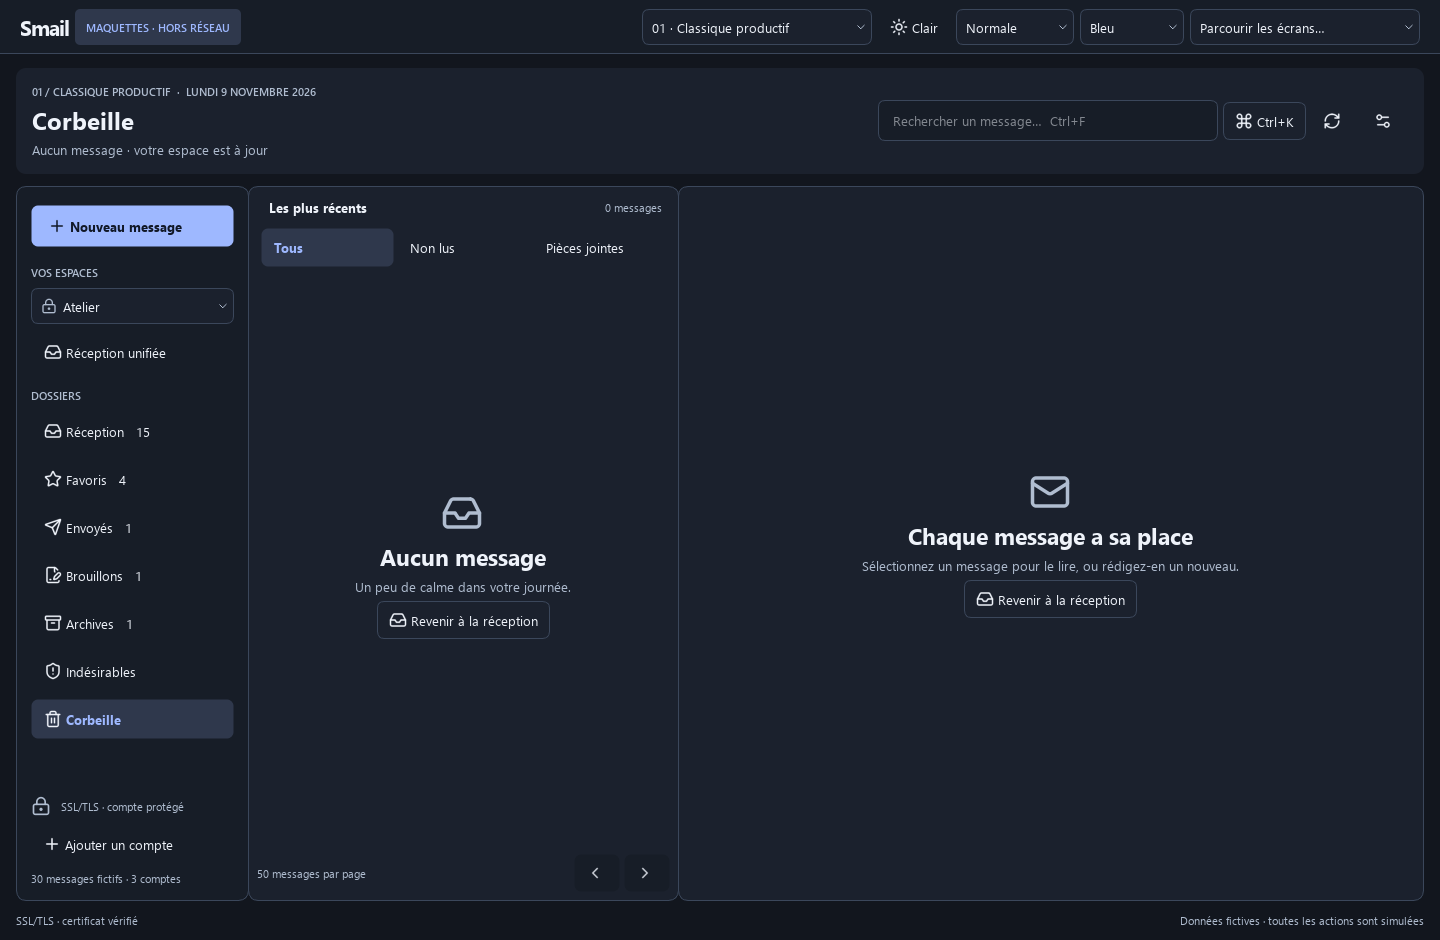 Smail
MAQUETTES · HORS RÉSEAU
01 · Classique productif
Clair
Normale
Bleu
Parcourir les écrans...
01 / CLASSIQUE PRODUCTIF · LUNDI 9 NOVEMBRE 2026
Corbeille
Aucun message · votre espace est à jour
Rechercher un message... Ctrl+F
Ctrl+K
Nouveau message
VOS ESPACES
Atelier
Réception unifiée
DOSSIERS
Réception 15
Favoris 4
Envoyés 1
Brouillons 1
Archives 1
Indésirables
Corbeille
SSL/TLS · compte protégé
Ajouter un compte
30 messages fictifs · 3 comptes
Les plus récents
0 messages
Tous
Non lus
Pièces jointes
Aucun message
Un peu de calme dans votre journée.
Revenir à la réception
50 messages par page
Chaque message a sa place
Sélectionnez un message pour le lire, ou rédigez-en un nouveau.
Revenir à la réception
SSL/TLS · certificat vérifié
Données fictives · toutes les actions sont simulées